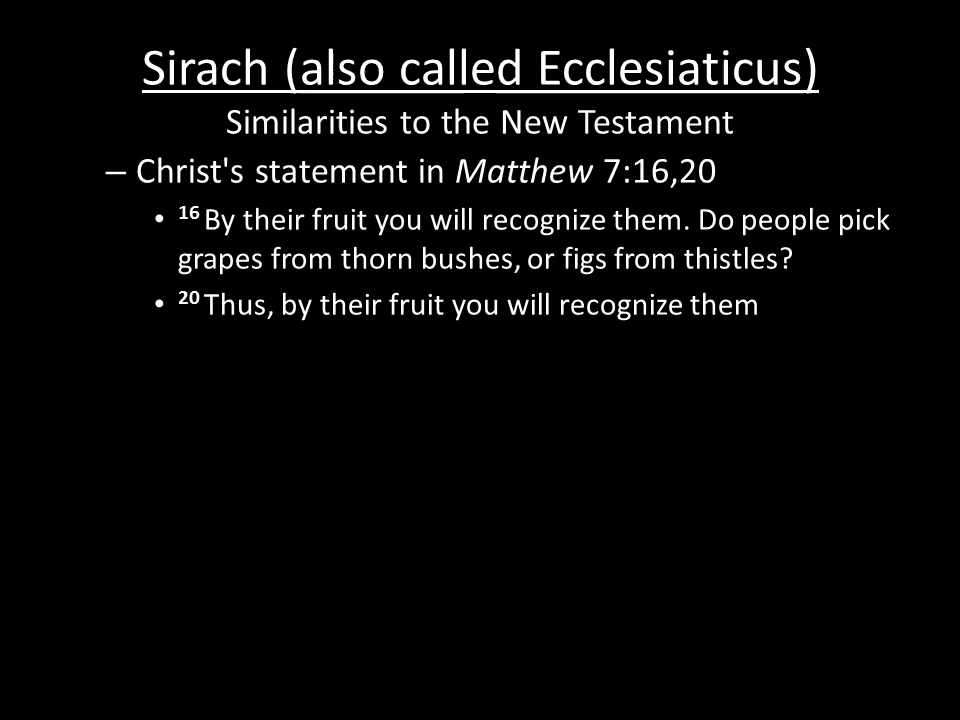 Sirach (also called Ecclesiaticus)
Similarities to the New Testament
– Christ's statement in Matthew 7:16,20
• 16 By their fruit you will recognize them. Do people pick
grapes from thorn bushes, or figs from thistles?
• 20 Thus, by their fruit you will recognize them